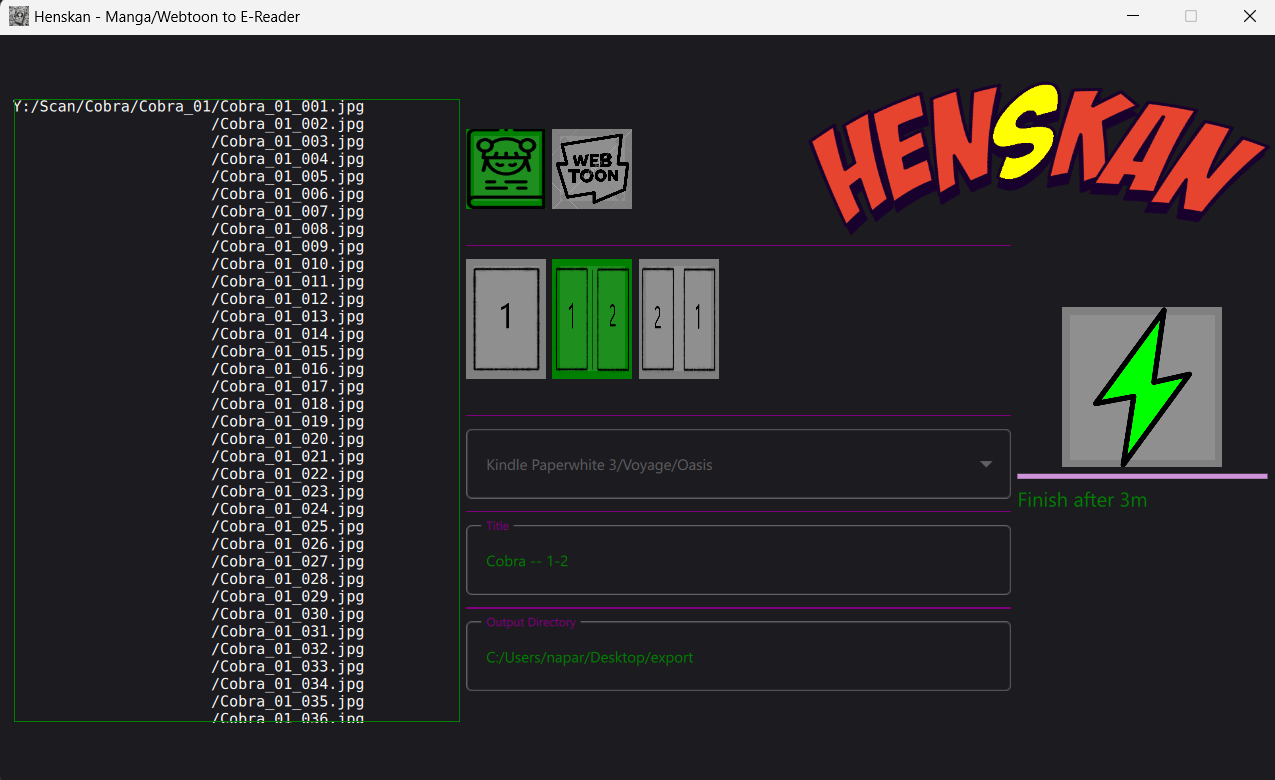 Henskan - Manga/Webtoon to E-Reader
Y:/Scan/Cobra/Cobra_01/Cobra_01_001.jpg
/Cobra_01_002.jpg
/Cobra_01_003.jpg
/Cobra_01_004.jpg
/Cobra_01_005.jpg
/Cobra_01_006.jpg
/Cobra_01_007.jpg
/Cobra_01_008.jpg
/Cobra_01_009.jpg
/Cobra_01_010.jpg
/Cobra_01_011.jpg
/Cobra_01_012.jpg
/Cobra_01_013.jpg
/Cobra_01_014.jpg
/Cobra_01_015.jpg
/Cobra_01_016.jpg
/Cobra_01_017.jpg
/Cobra_01_018.jpg
/Cobra_01_019.jpg
/Cobra_01_020.jpg
/Cobra_01_021.jpg
/Cobra_01_022.jpg
/Cobra_01_023.jpg
/Cobra_01_024.jpg
/Cobra_01_025.jpg
/Cobra_01_026.jpg
/Cobra_01_027.jpg
/Cobra_01_028.jpg
/Cobra_01_029.jpg
/Cobra_01_030.jpg
/Cobra_01_031.jpg
/Cobra_01_032.jpg
/Cobra_01_033.jpg
/Cobra_01_034.jpg
/Cobra_01_035.jpg
/Cobra_01_036.jpg
WEB
TOON
1
1 2
2 1
Kindle Paperwhite 3/Voyage/Oasis
Title
Cobra -- 1-2
Output Directory
C:/Users/napar/Desktop/export
HENSKAN
Finish after 3m